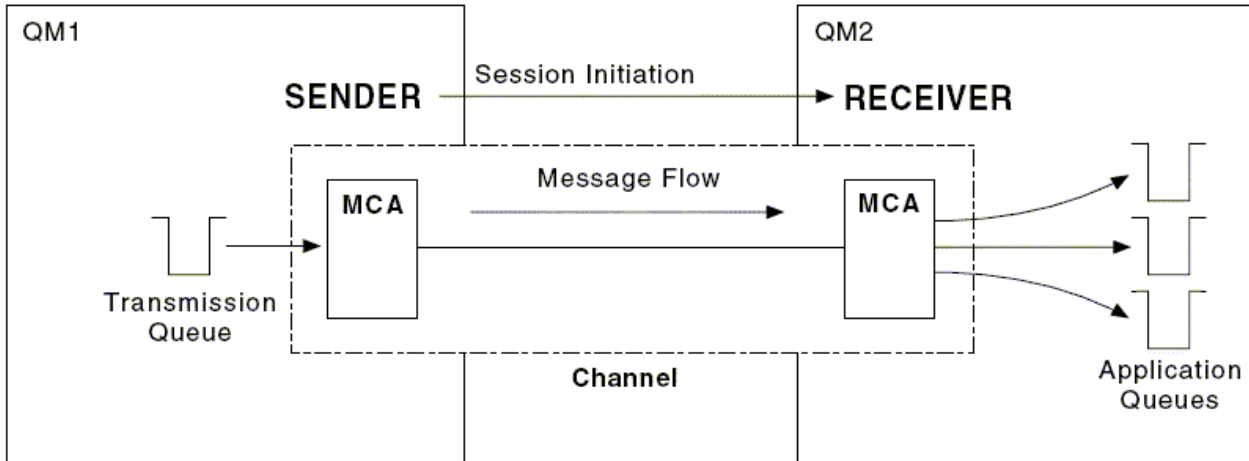 QM1
QM2
Session Initiation
SENDER
RECEIVER
Message Flow
MCA
MCA
Transmission
Queue
Channel
Application
Queues